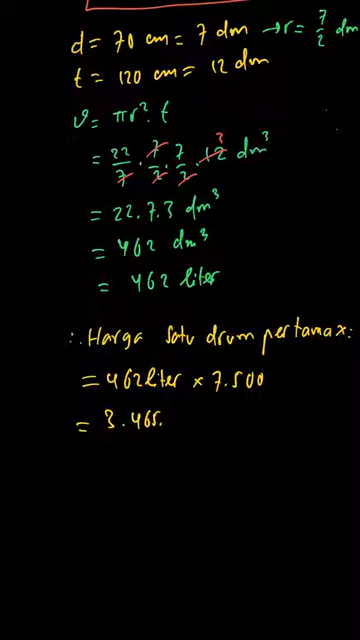 d = 70 cm = 7 dm → r = 7/2 dm
t = 120 cm = 12 dm
V = πr². t
= 22/7 . 7/2 . 7/2 . 12 3 dm³
= 22.7.3 dm³
= 462 dm³
= 462 liter
∴ Harga satu drum pertamax:
= 462 liter × 7.500
= 3.465.